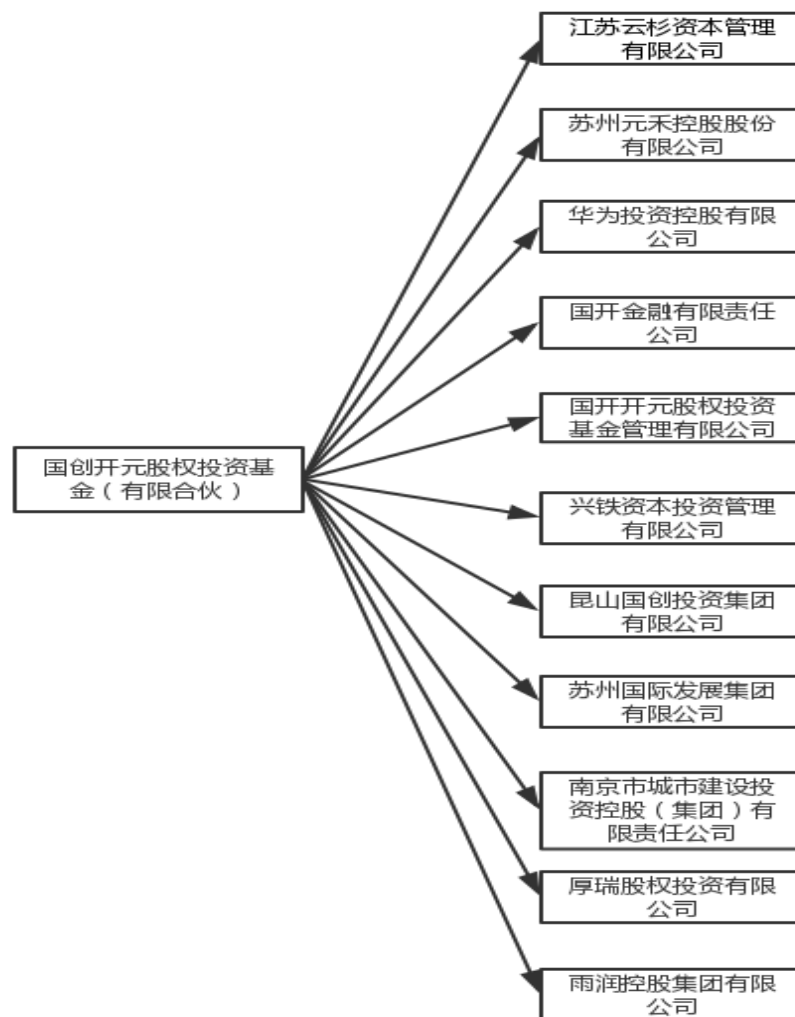 江苏云杉资本管理
有限公司
苏州元禾控股股份
有限公司
华为投资控股有限
公司
国开金融有限责任
公司
国开开元股权投资
基金管理有限公司
国创开元股权投资基
金（有限合伙）
兴铁资本投资管理
有限公司
昆山国创投资集团
有限公司
苏州国际发展集团
有限公司
南京市城市建设投
资控股（集团）有
限责任公司
厚瑞股权投资有限
公司
雨润控股集团有限
公司